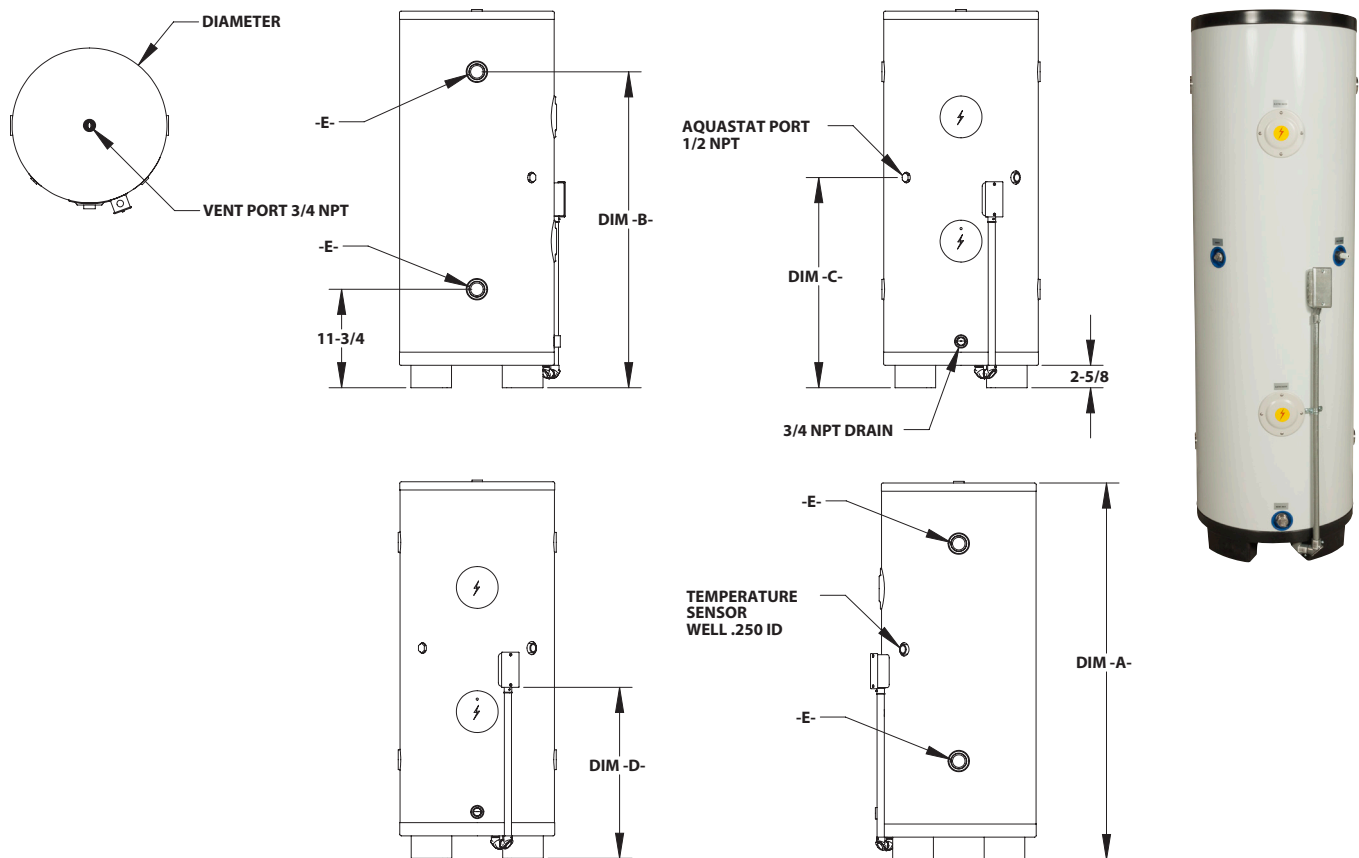 DIAMETER
VENT PORT 3/4 NPT
-E-
-E-
11-3/4
DIM -B-
AQUASTAT PORT
1/2 NPT
DIM -C-
2-5/8
3/4 NPT DRAIN
DIM -D-
-E-
TEMPERATURE
SENSOR
WELL .250 ID
-E-
DIM -A-